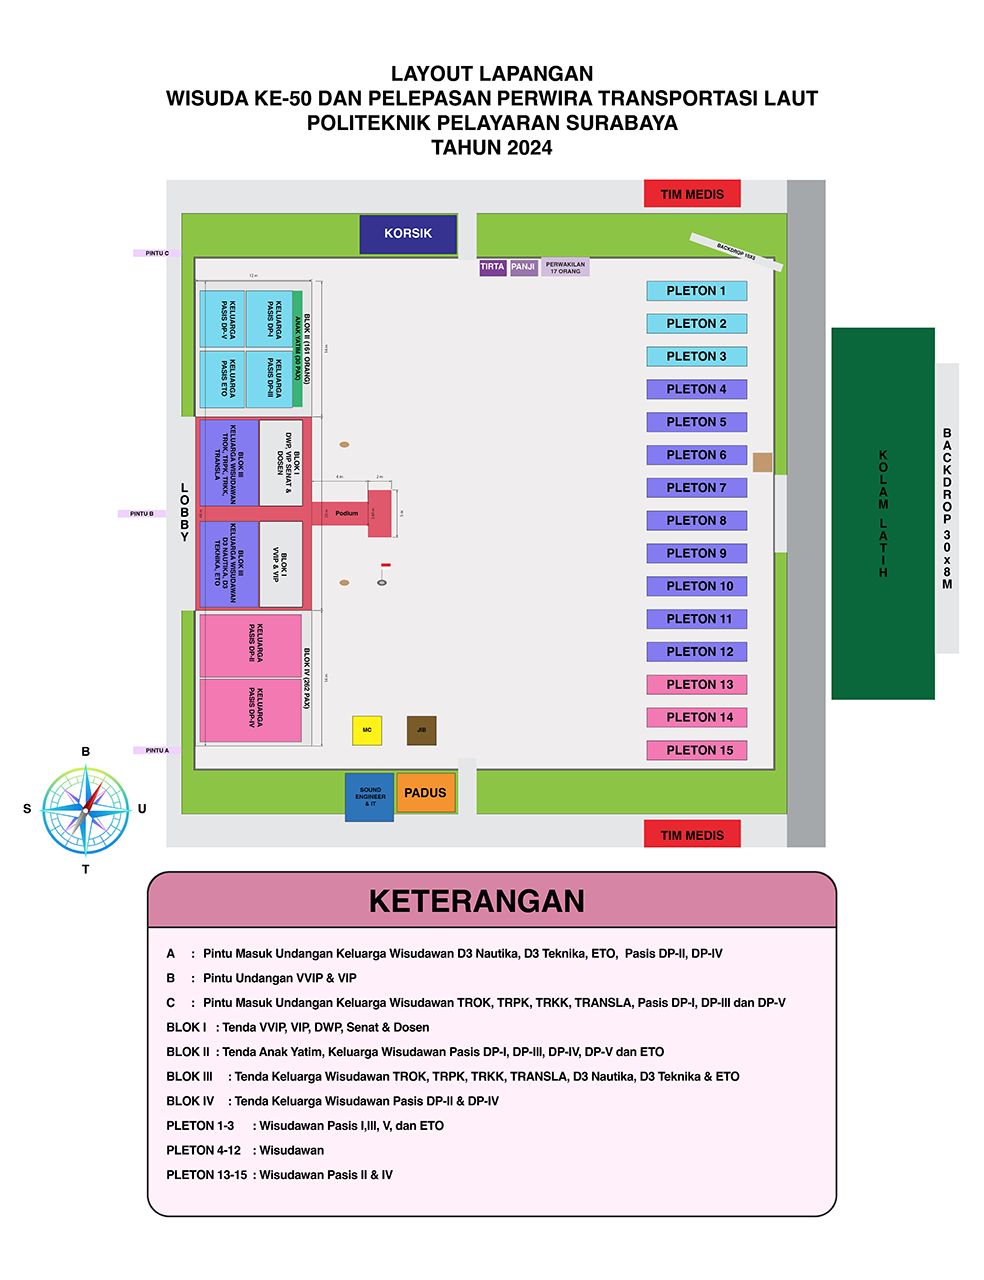 LAYOUT LAPANGAN
WISUDA KE-50 DAN PELEPASAN PERWIRA TRANSPORTASI LAUT
POLITEKNIK PELAYARAN SURABAYA
TAHUN 2024
TIM MEDIS
KORSIK
BACKDROP 15X3
PINTU C
TIRTA
PANJI
PERWAKILAN
17 ORANG
12 m
PLETON 1
PLETON 2
PLETON 3
PLETON 4
PLETON 5
PLETON 6
PLETON 7
PLETON 8
PLETON 9
PLETON 10
PLETON 11
PLETON 12
PLETON 13
PLETON 14
PLETON 15
KELUARGA
PASIS DP-V
KELUARGA
PASIS DP-I
KELUARGA
PASIS ETO
KELUARGA
PASIS DP-III
BLOK II (161 ORANG)
ANAK YATIM (30 PAX)
BLOK III
KELUARGA WISUDAWAN
TROK, TRPK, TRKK,
TRANSLA
BLOK I
DWP, VIP SENAT &
DOSEN
LOBBY
PINTU B
Podium
6 m
2 m
BLOK III
KELUARGA WISUDAWAN
D3 NAUTIKA, D3
TEKNIKA, ETO
BLOK I
VVIP & VIP
KELUARGA
PASIS DP-II
KELUARGA
PASIS DP-IV
BLOK IV (262 PAX)
MC
JIB
PINTU A
SOUND
ENGINEER
& IT
PADUS
TIM MEDIS
KOLAM LATIH
BACKDROP 30x8M
B
S
U
T
KETERANGAN
A : Pintu Masuk Undangan Keluarga Wisudawan D3 Nautika, D3 Teknika, ETO, Pasis DP-II, DP-IV
B : Pintu Undangan VVIP & VIP
C : Pintu Masuk Undangan Keluarga Wisudawan TROK, TRPK, TRKK, TRANSLA, Pasis DP-I, DP-III dan DP-V
BLOK I : Tenda VVIP, VIP, DWP, Senat & Dosen
BLOK II : Tenda Anak Yatim, Keluarga Wisudawan Pasis DP-I, DP-III, DP-IV, DP-V dan ETO
BLOK III : Tenda Keluarga Wisudawan TROK, TRPK, TRKK, TRANSLA, D3 Nautika, D3 Teknika & ETO
BLOK IV : Tenda Keluarga Wisudawan Pasis DP-II & DP-IV
PLETON 1-3 : Wisudawan Pasis I,III, V, dan ETO
PLETON 4-12 : Wisudawan
PLETON 13-15 : Wisudawan Pasis II & IV